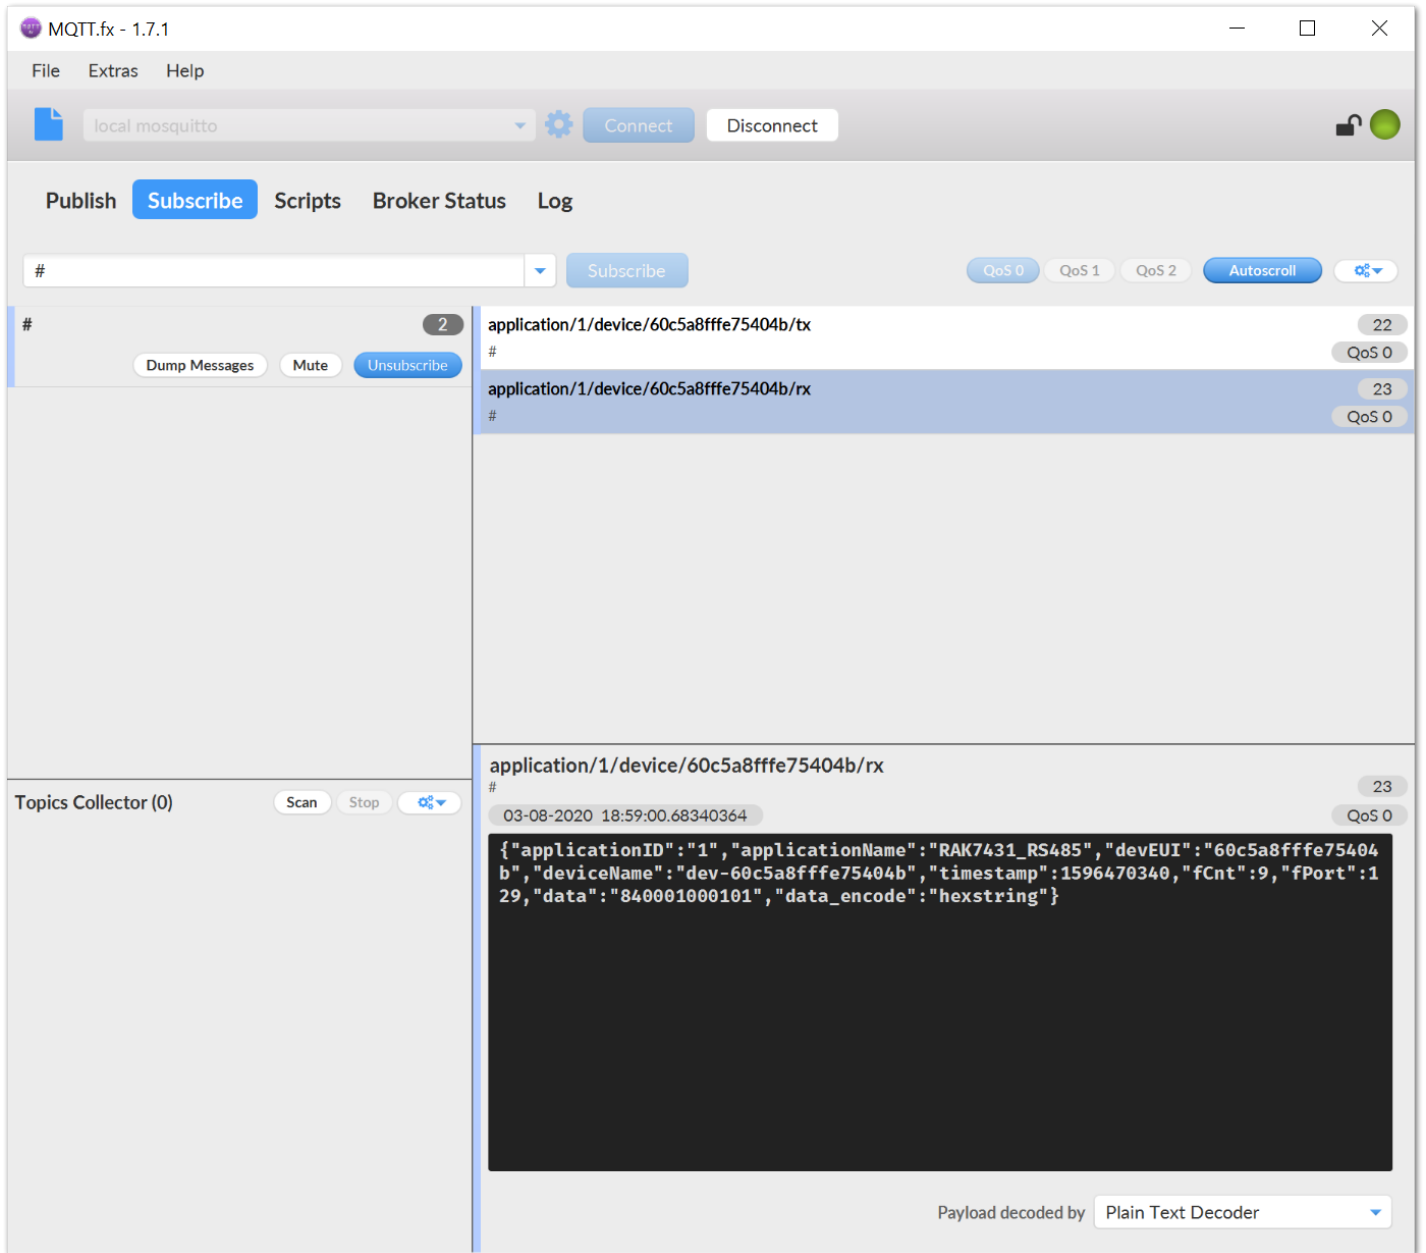 MQTT.fx - 1.7.1
File Extras Help
local mosquitto Connect Disconnect
Publish Subscribe Scripts Broker Status Log
# Subscribe QoS 0 QoS 1 QoS 2 Autoscroll
# 2
Dump Messages Mute Unsubscribe
application/1/device/60c5a8fffe75404b/tx 22
# QoS 0
application/1/device/60c5a8fffe75404b/rx 23
# QoS 0
Topics Collector (0) Scan Stop
application/1/device/60c5a8fffe75404b/rx
# 23
03-08-2020 18:59:00.68340364 QoS 0
{"applicationID":"1","applicationName":"RAK7431_RS485","devEUI":"60c5a8fffe75404
b","deviceName":"dev-60c5a8fffe75404b","timestamp":1596470340,"fCnt":9,"fPort":1
29,"data":"840001000101","data_encode":"hexstring"}
Payload decoded by Plain Text Decoder